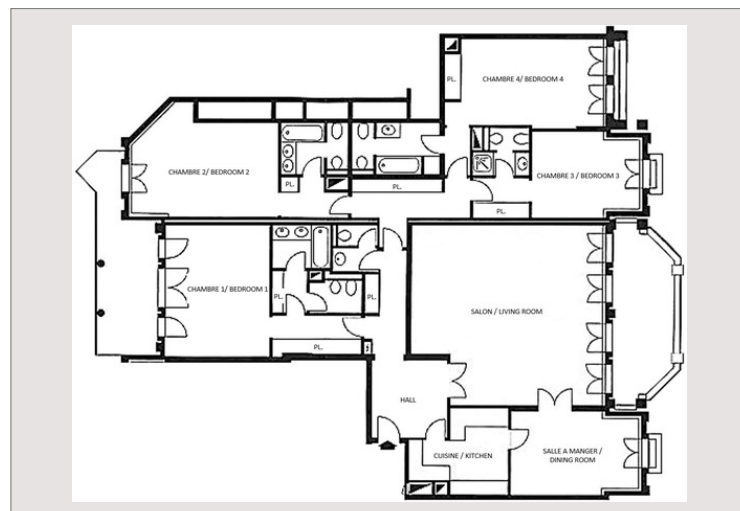 CHAMBRE 4/ BEDROOM 4
PL.
CHAMBRE 2/ BEDROOM 2
CHAMBRE 3 / BEDROOM 3
PL.
PL.
PL.
CHAMBRE 1/ BEDROOM 1
PL.
PL.
SALON / LIVING ROOM
PL.
HALL
CUISINE / KITCHEN
SALLE A MANGER /
DINING ROOM